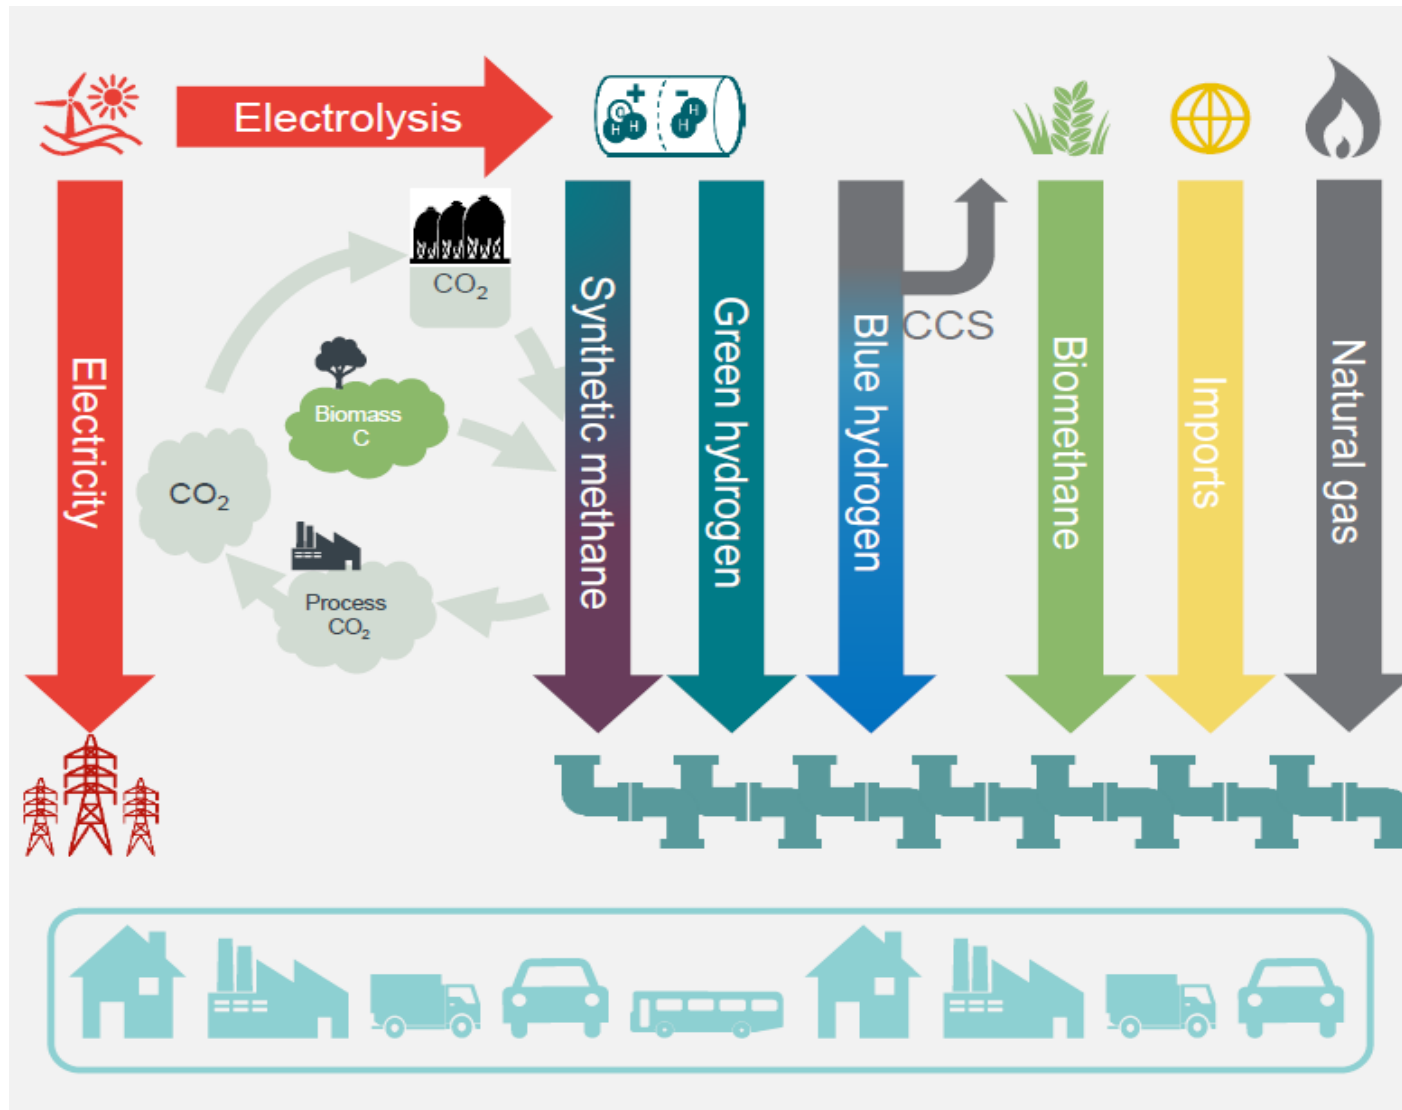 Electrolysis
+ -
O H H H H
CO₂
CCS
Biomass
C
CO₂
Process
CO₂
Electricity
Synthetic methane
Green hydrogen
Blue hydrogen
Biomethane
Imports
Natural gas